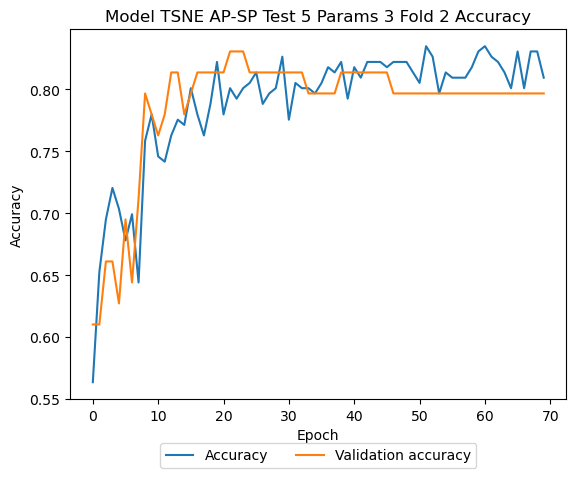 Model TSNE AP-SP Test 5 Params 3 Fold 2 Accuracy
0.80
0.75
0.70
0.65
0.60
0.55
Accuracy
0 10 20 30 40 50 60 70
Epoch
Accuracy Validation accuracy